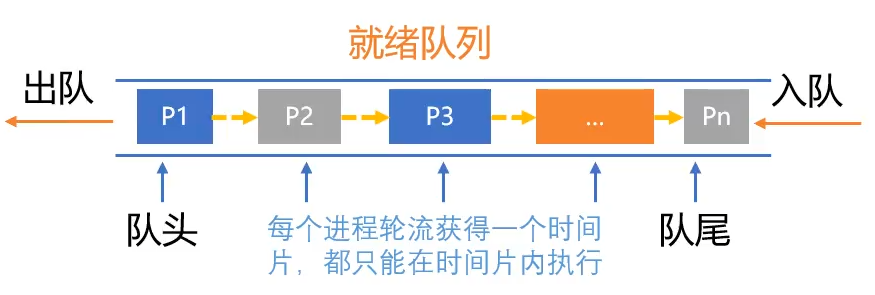 就绪队列
出队
P1
P2
P3
...
Pn
入队
队头
每个进程轮流获得一个时间
片，都只能在时间片内执行
队尾